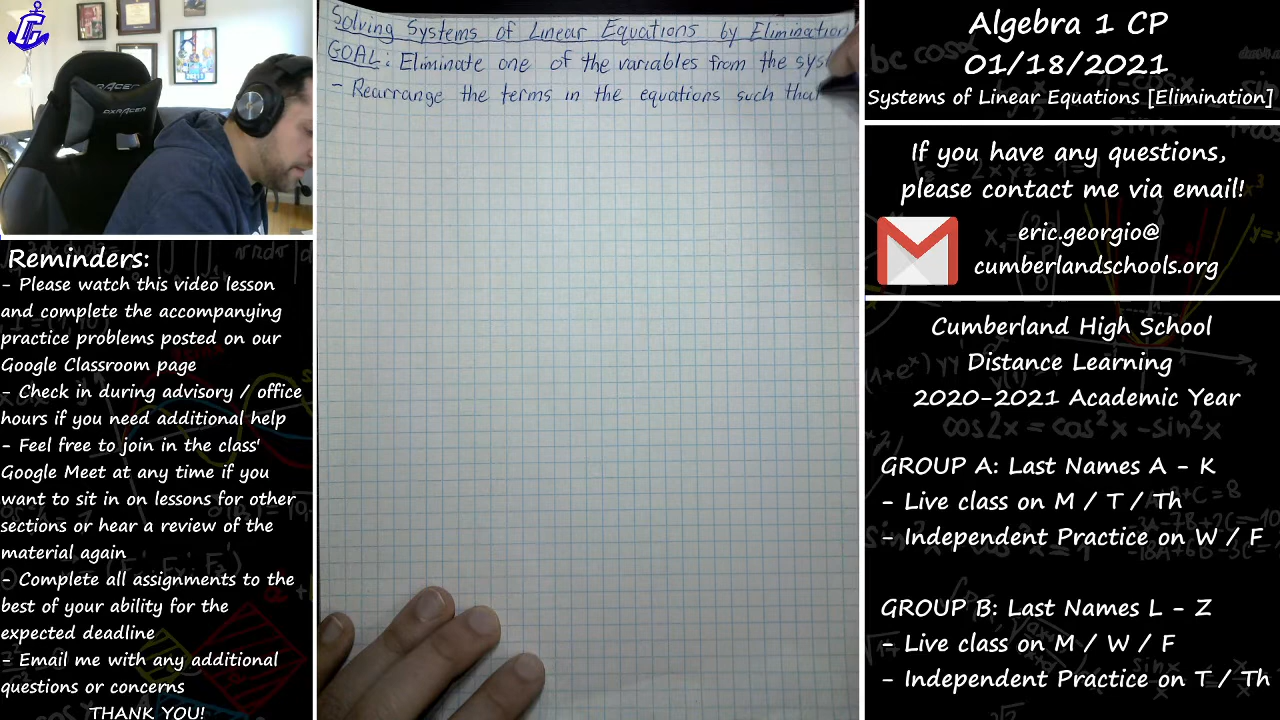 Solving Systems of Linear Equations by Elimination
GOAL: Eliminate one of the variables from the
- Rearrange the terms in the equations such that
Reminders:
- Please watch this video lesson
and complete the accompanying
practice problems posted on our
Google Classroom page
- Check in during advisory / office
hours if you need additional help
- Feel free to join in the class'
Google Meet at any time if you
want to sit in on lessons for other
sections or hear a review of the
material again
- Complete all assignments to the
best of your ability for the
expected deadline
- Email me with any additional
questions or concerns
THANK YOU!
Algebra 1 CP
01/18/2021
Systems of Linear Equations [Elimination]
If you have any questions,
please contact me via email!
eric.georgio@
cumberlandschools.org
Cumberland High School
Distance Learning
2020-2021 Academic Year
cos2x = cos²x - sin²x
GROUP A: Last Names A - K
- Live class on M / T / Th
- Independent Practice on W / F
GROUP B: Last Names L - Z
- Live class on M / W / F
- Independent Practice on T / Th